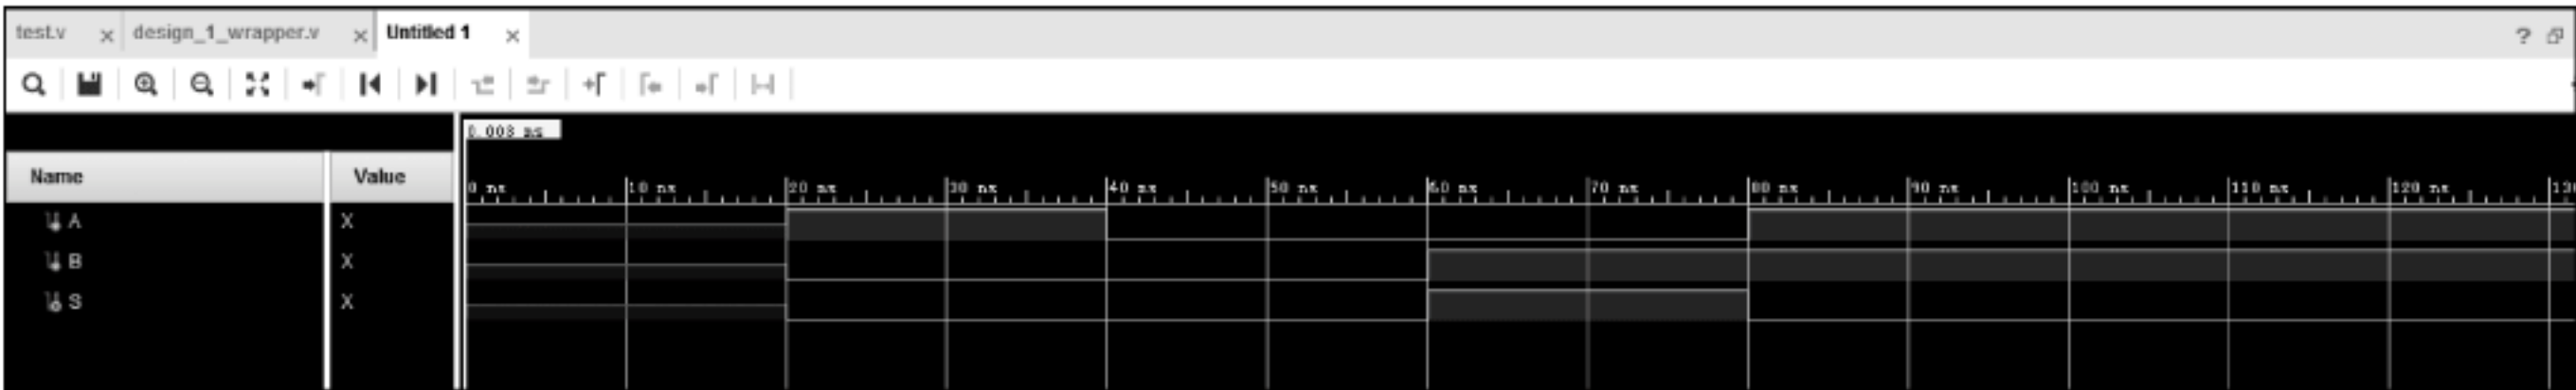 test.v design_1_wrapper.v Untitled 1
Name Value
0 ns 10 ns 20 ns 30 ns 40 ns 50 ns 60 ns 70 ns 80 ns 90 ns 100 ns 110 ns 120 ns
A X
B X
S X